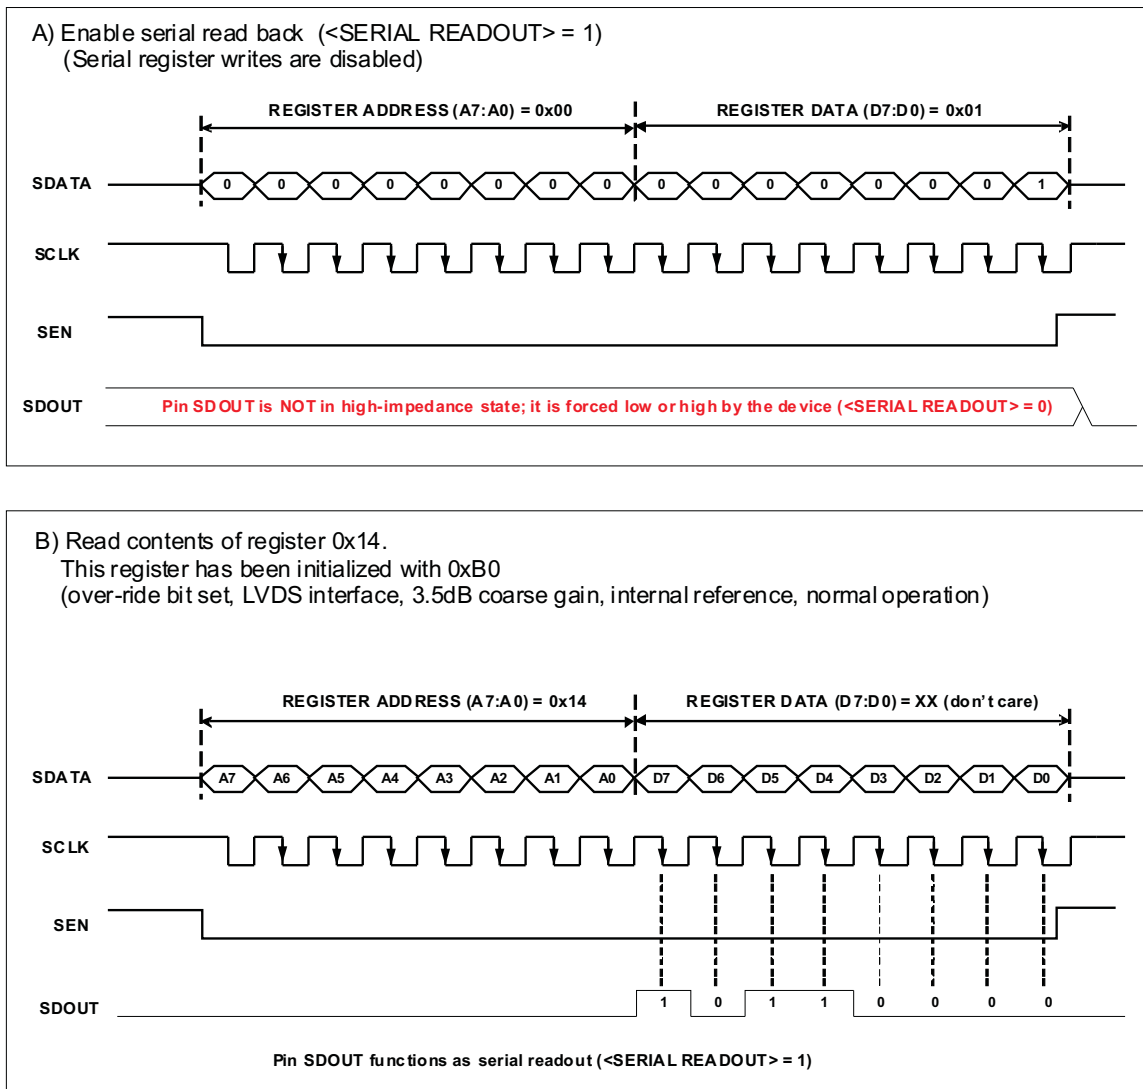 A) Enable serial read back (<SERIAL READOUT> = 1)
(Serial register writes are disabled)
REGISTER ADDRESS (A7:A0) = 0x00 REGISTER DATA (D7:D0) = 0x01
SDATA 0 0 0 0 0 0 0 0 0 0 0 0 0 0 0 1
SCLK
SEN
SDOUT Pin SDOUT is NOT in high-impedance state; it is forced low or high by the device (<SERIAL READOUT> = 0)
B) Read contents of register 0x14.
This register has been initialized with 0xB0
(over-ride bit set, LVDS interface, 3.5dB coarse gain, internal reference, normal operation)
REGISTER ADDRESS (A7:A0) = 0x14 REGISTER DATA (D7:D0) = XX (don't care)
SDATA A7 A6 A5 A4 A3 A2 A1 A0 D7 D6 D5 D4 D3 D2 D1 D0
SCLK
SEN
SDOUT 1 0 1 1 0 0 0 0
Pin SDOUT functions as serial readout (<SERIAL READOUT> = 1)